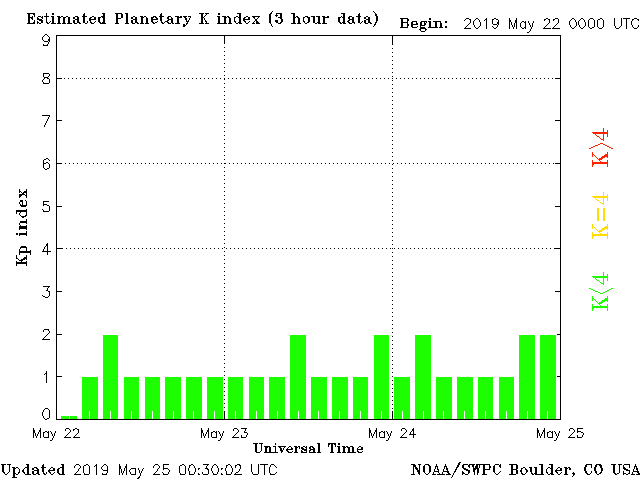 Estimated Planetary K index (3 hour data) Begin: 2019 May 22 0000 UTC
9
8
7
6
5
4
3
2
1
0
Kp index
K>4
K=4
K<4
May 22 May 23 May 24 May 25
Universal Time
Updated 2019 May 25 00:30:02 UTC NOAA/SWPC Boulder, CO USA